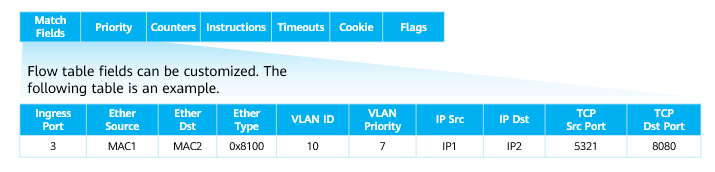 Match Fields Priority Counters Instructions Timeouts Cookie Flags
Flow table fields can be customized. The
following table is an example.
Ingress Port Ether Source Ether Dst Ether Type VLAN ID VLAN Priority IP Src IP Dst TCP Src Port TCP Dst Port
3 MAC1 MAC2 0x8100 10 7 IP1 IP2 5321 8080